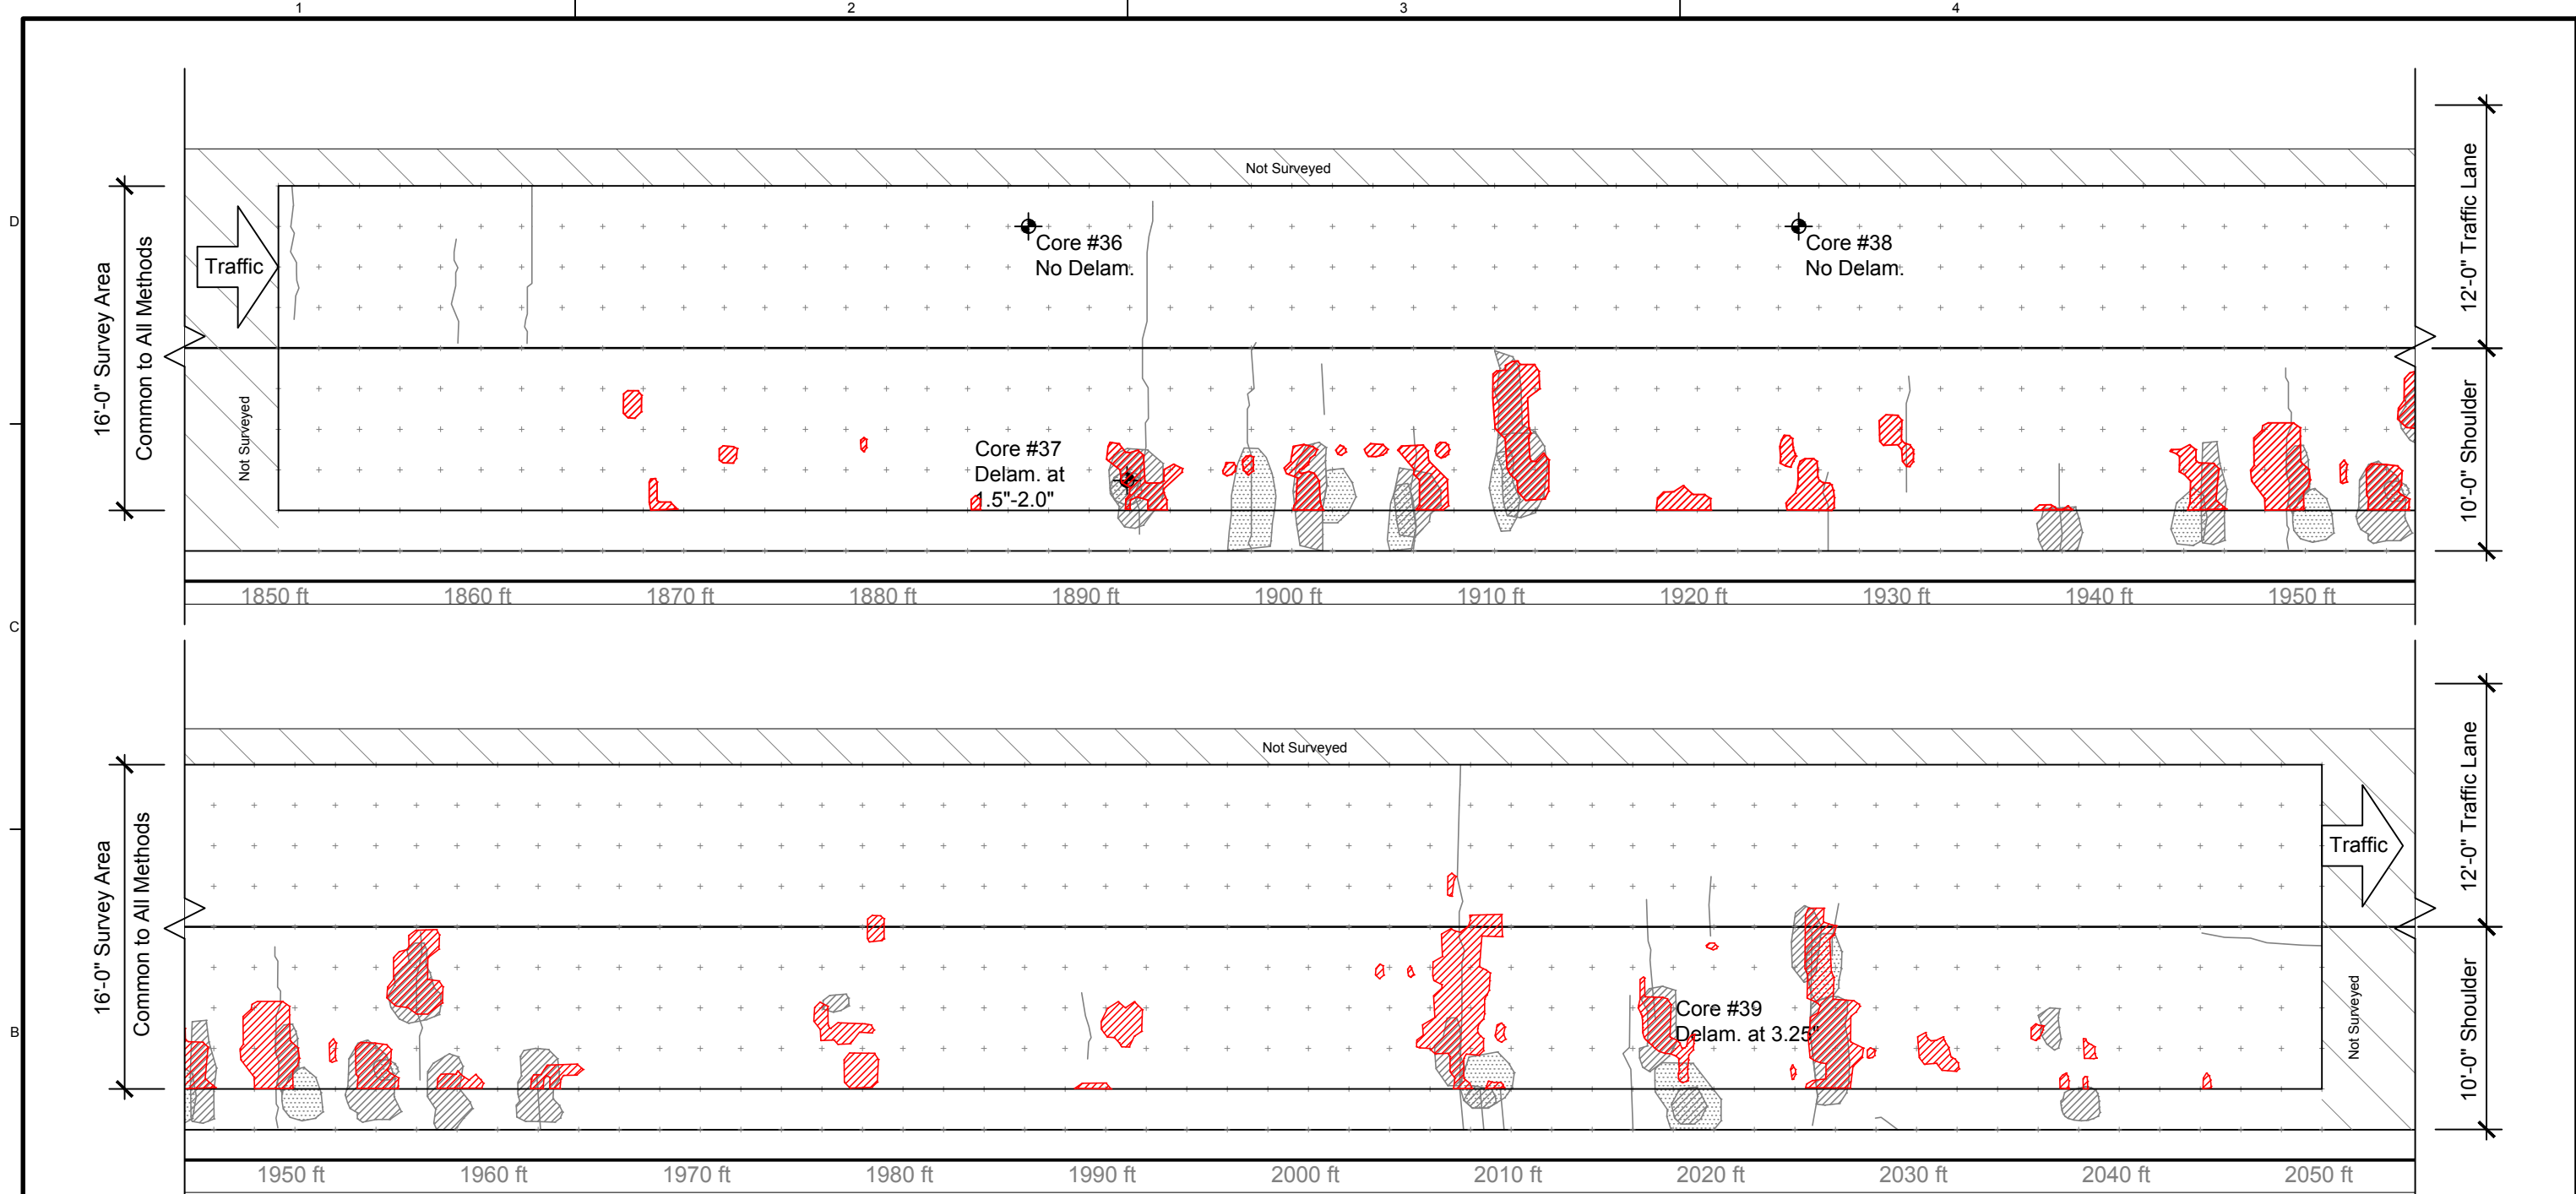 1
2
3
4
D
C
B
Not Surveyed
16'-0" Survey Area
Common to All Methods
Traffic
Not Surveyed
Core #36
No Delam.
Core #38
No Delam.
Core #37
Delam. at
1.5"-2.0"
12'-0" Traffic Lane
10'-0" Shoulder
1850 ft
1860 ft
1870 ft
1880 ft
1890 ft
1900 ft
1910 ft
1920 ft
1930 ft
1940 ft
1950 ft
Not Surveyed
16'-0" Survey Area
Common to All Methods
Traffic
Core #39
Delam. at 3.25"
Not Surveyed
12'-0" Traffic Lane
10'-0" Shoulder
1950 ft
1960 ft
1970 ft
1980 ft
1990 ft
2000 ft
2010 ft
2020 ft
2030 ft
2040 ft
2050 ft